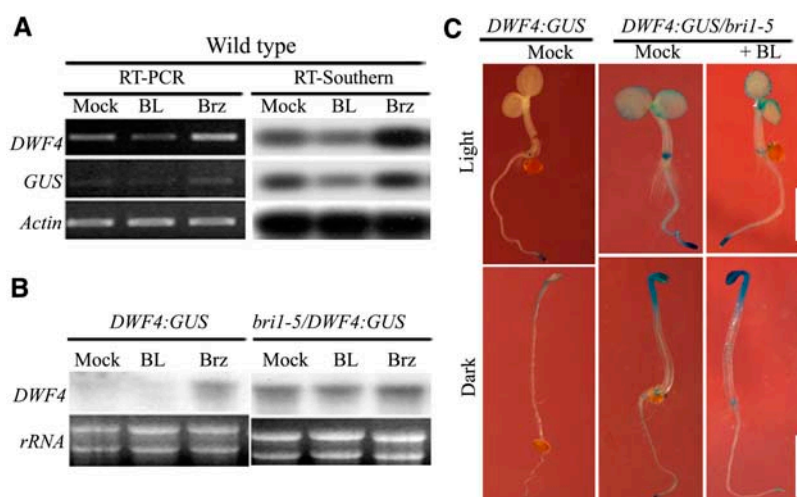 A
Wild type
RT-PCR RT-Southern
Mock BL Brz Mock BL Brz
DWF4
GUS
Actin
B
DWF4:GUS bri1-5/DWF4:GUS
Mock BL Brz Mock BL Brz
DWF4
rRNA
C
DWF4:GUS DWF4:GUS/bri1-5
Mock Mock + BL
Light
Dark